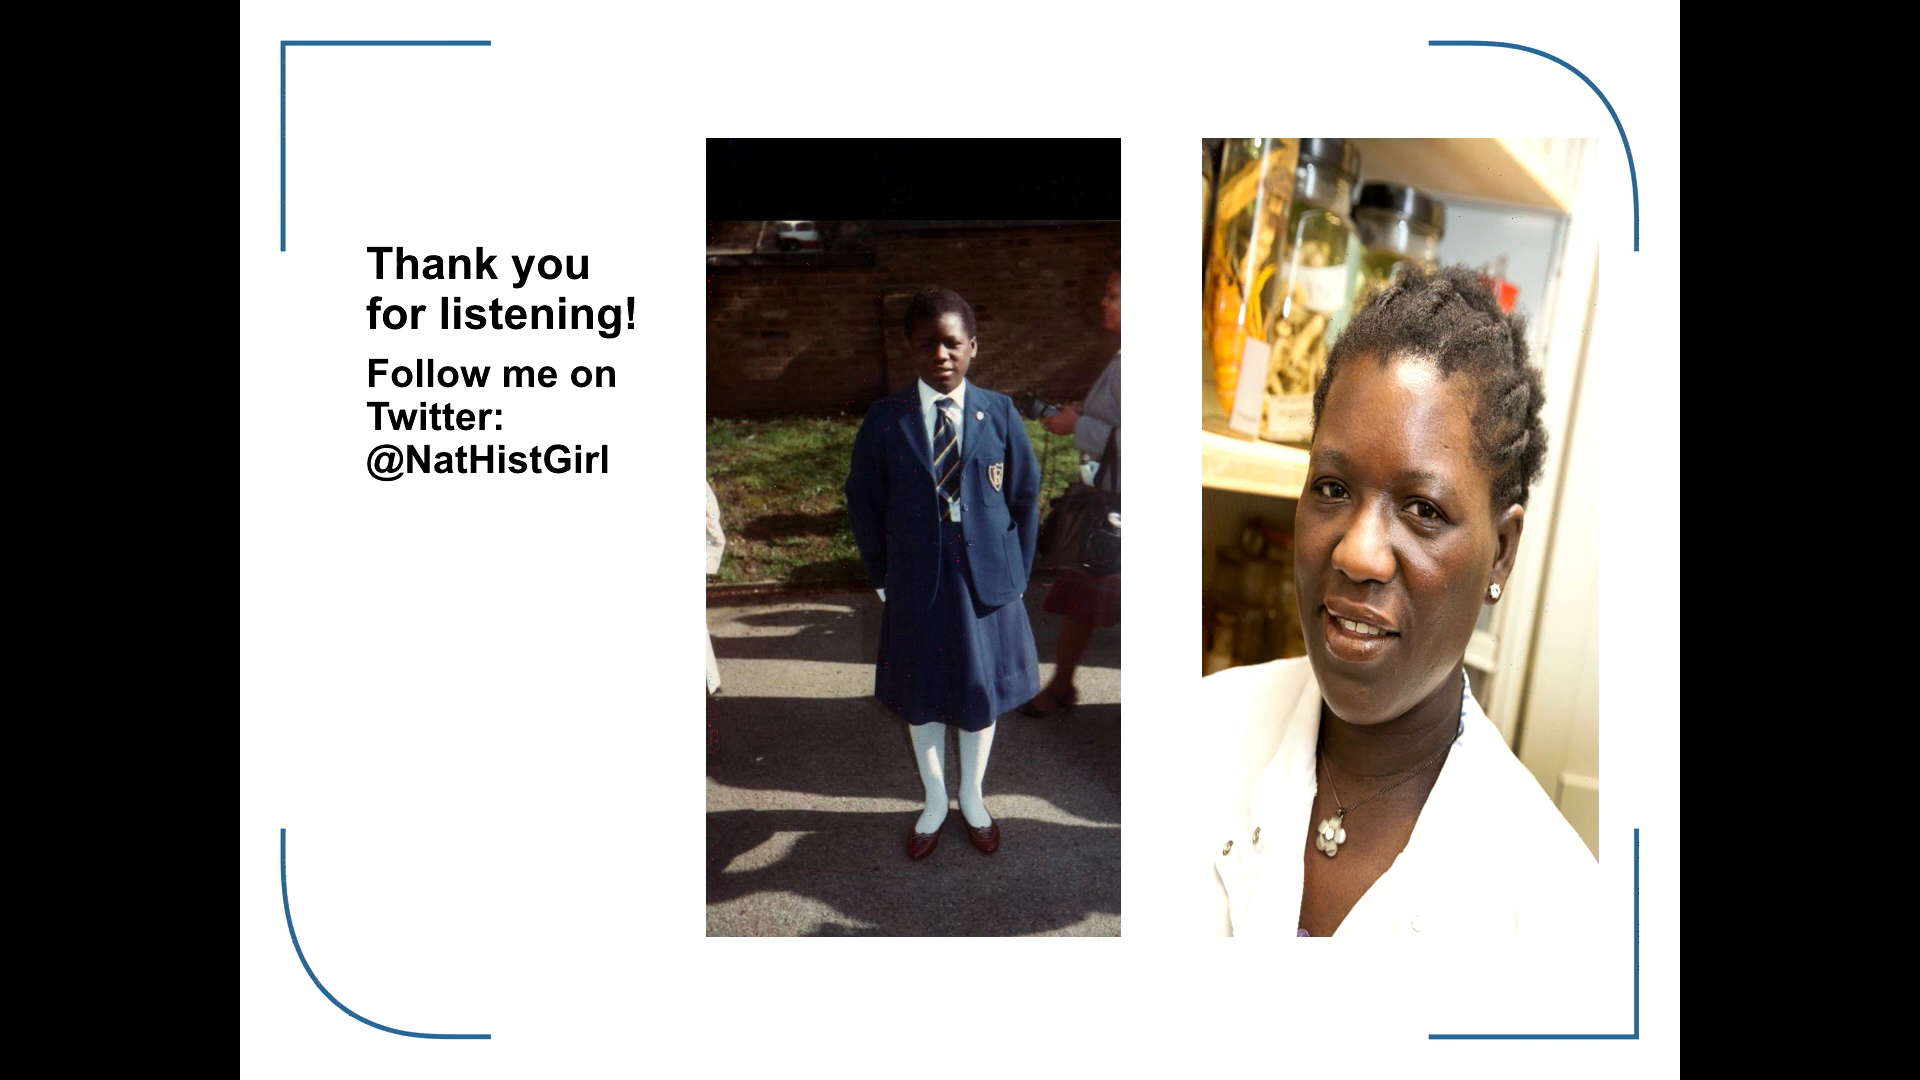 Thank you
for listening!
Follow me on
Twitter:
@NatHistGirl